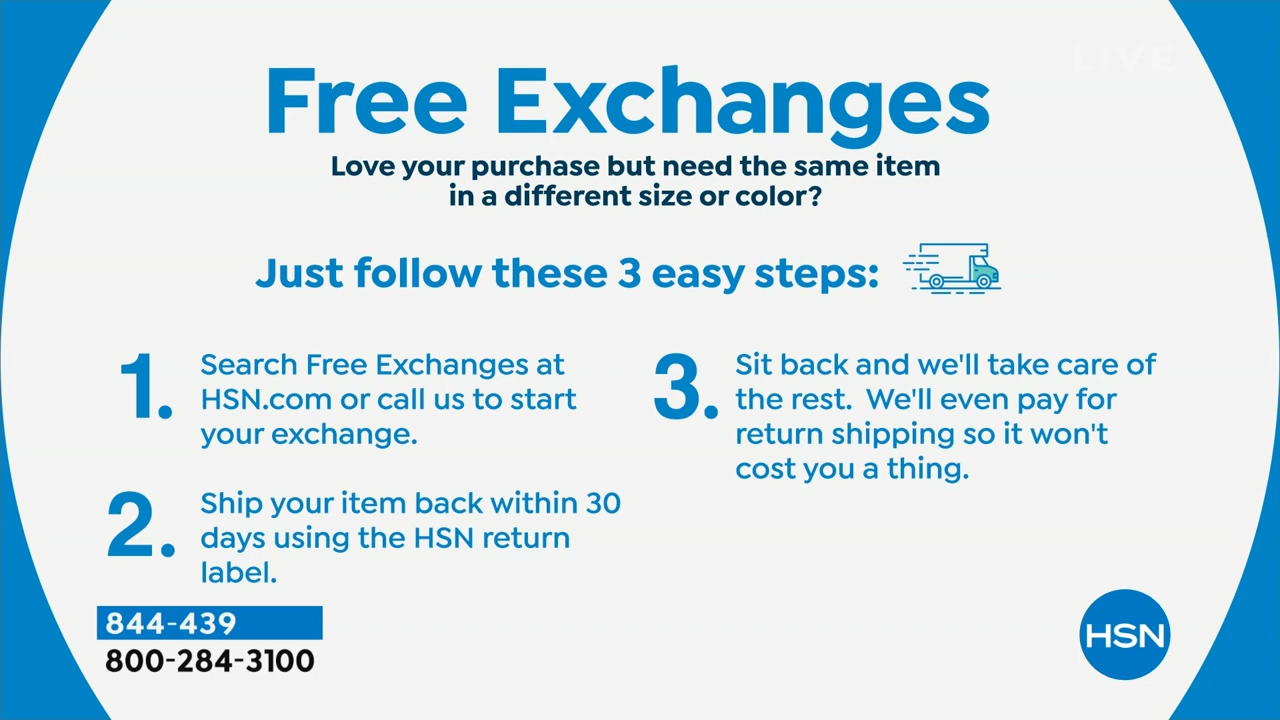 LIVE
Free Exchanges
Love your purchase but need the same item
in a different size or color?
Just follow these 3 easy steps:
1. Search Free Exchanges at
HSN.com or call us to start
your exchange.
2. Ship your item back within 30
days using the HSN return
label.
3. Sit back and we'll take care of
the rest.  We'll even pay for
return shipping so it won't
cost you a thing.
844-439
800-284-3100
HSN